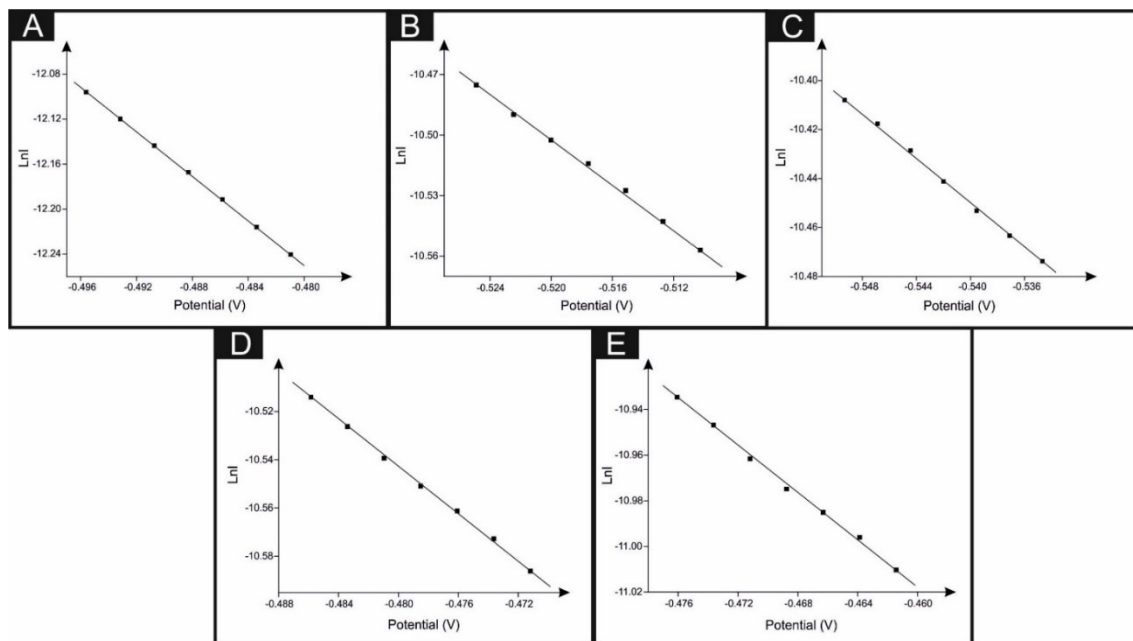 A
LnI
-12.08
-12.12
-12.16
-12.20
-12.24
-0.496 -0.492 -0.488 -0.484 -0.480
Potential (V)
B
LnI
-10.47
-10.50
-10.53
-10.56
-0.524 -0.520 -0.516 -0.512
Potential (V)
C
LnI
-10.40
-10.42
-10.44
-10.46
-10.48
-0.548 -0.544 -0.540 -0.536
Potential (V)
D
LnI
-10.52
-10.54
-10.56
-10.58
-0.488 -0.484 -0.480 -0.476 -0.472
Potential (V)
E
LnI
-10.94
-10.96
-10.98
-11.00
-11.02
-0.476 -0.472 -0.468 -0.464 -0.460
Potential (V)